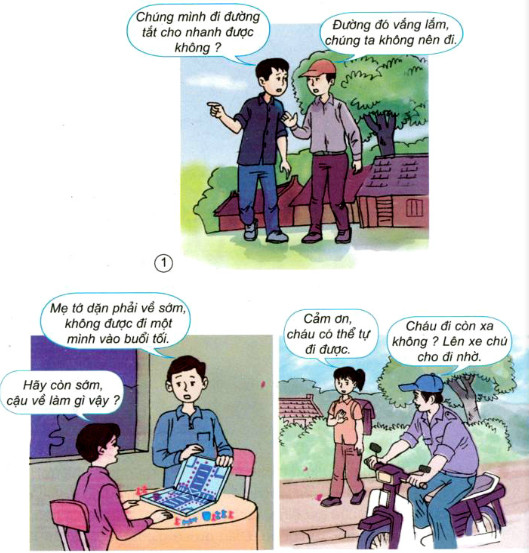 Chúng mình đi đường
tắt cho nhanh được
không ?
Đường đó vắng lắm,
chúng ta không nên đi.
1
Mẹ tớ dặn phải về sớm,
không được đi một
mình vào buổi tối.
Hãy còn sớm,
cậu về làm gì vậy ?
Cảm ơn,
cháu có thể tự
đi được.
Cháu đi còn xa
không ? Lên xe chú
cho đi nhờ.